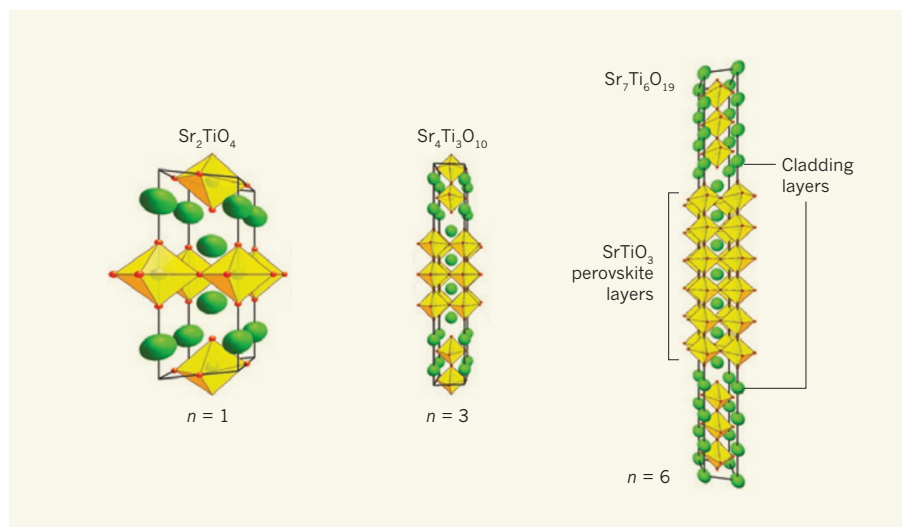 Sr₂TiO₄
n = 1
Sr₄Ti₃O₁₀
n = 3
Sr₇Ti₆O₁₉
Cladding
layers
SrTiO₃
perovskite
layers
n = 6